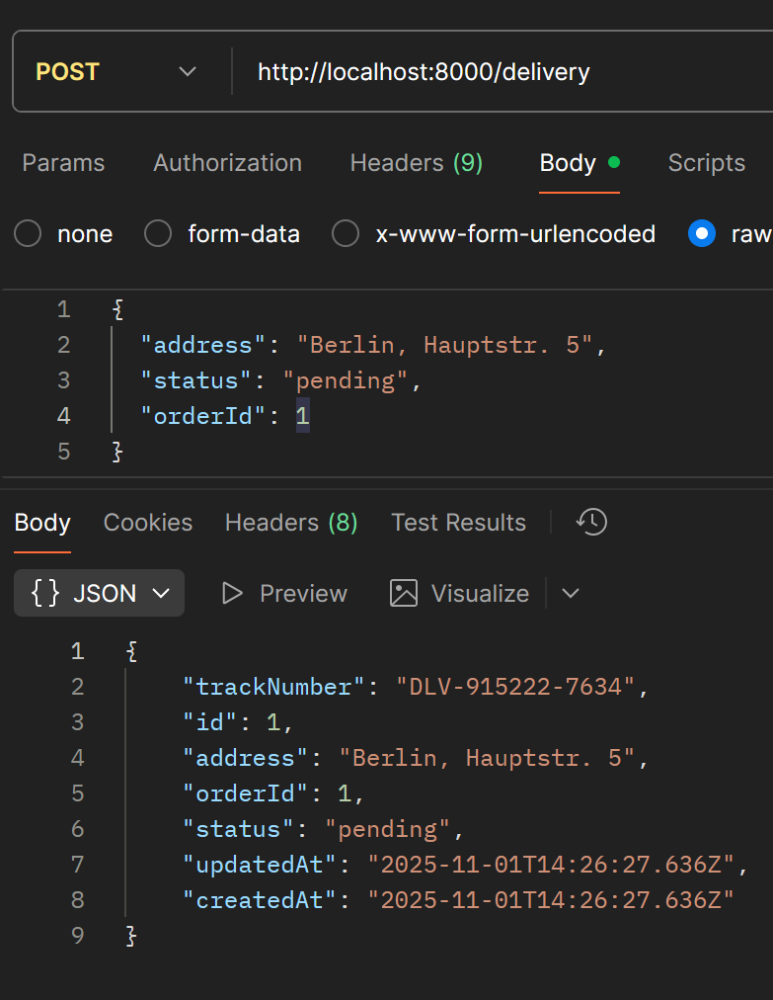 POST http://localhost:8000/delivery
Params Authorization Headers (9) Body Scripts
none form-data x-www-form-urlencoded raw
1 {
2 "address": "Berlin, Hauptstr. 5",
3 "status": "pending",
4 "orderId": 1
5 }
Body Cookies Headers (8) Test Results
{} JSON Preview Visualize
1 {
2 "trackNumber": "DLV-915222-7634",
3 "id": 1,
4 "address": "Berlin, Hauptstr. 5",
5 "orderId": 1,
6 "status": "pending",
7 "updatedAt": "2025-11-01T14:26:27.636Z",
8 "createdAt": "2025-11-01T14:26:27.636Z"
9 }